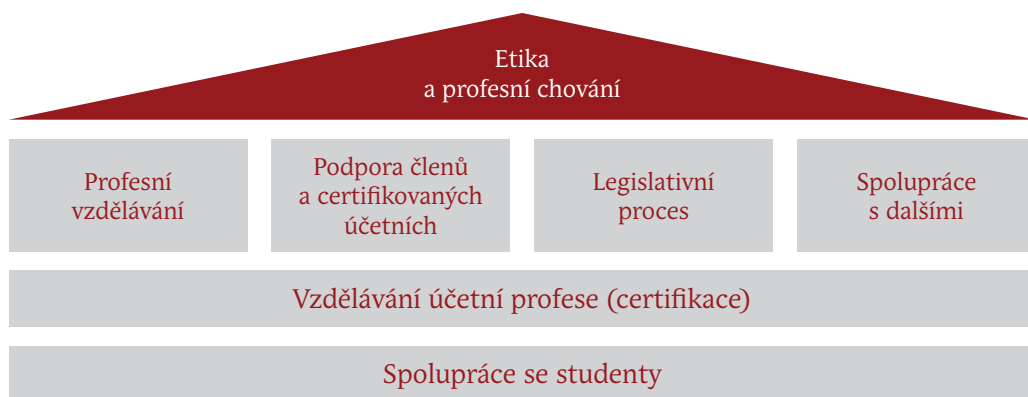 Etika
a profesní chování
Profesní
vzdělávání
Podpora členů
a certifikovaných
účetních
Legislativní
proces
Spolupráce
s dalšími
Vzdělávání účetní profese (certifikace)
Spolupráce se studenty